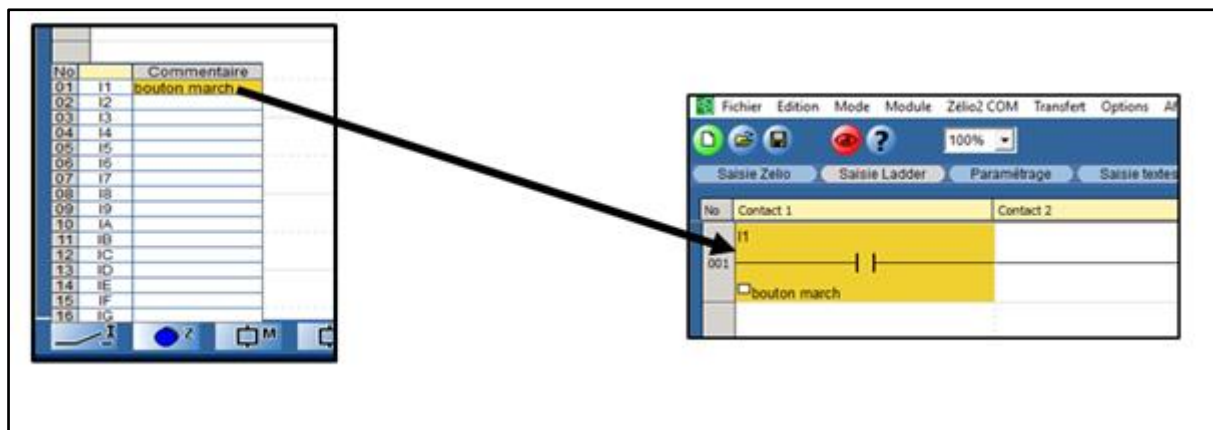 No Commentaire
01 I1 bouton march
02 I2
03 I3
04 I4
05 I5
06 I6
07 I7
08 I8
09 I9
10 IA
11 IB
12 IC
13 ID
14 IE
15 IF
16 IG
I Z M
Fichier Edition Mode Module Zélio2 COM Transfert Options Af
? 100%
Saisie Zelio Saisie Ladder Paramétrage Saisie textes
No Contact 1 Contact 2
I1
001
bouton march